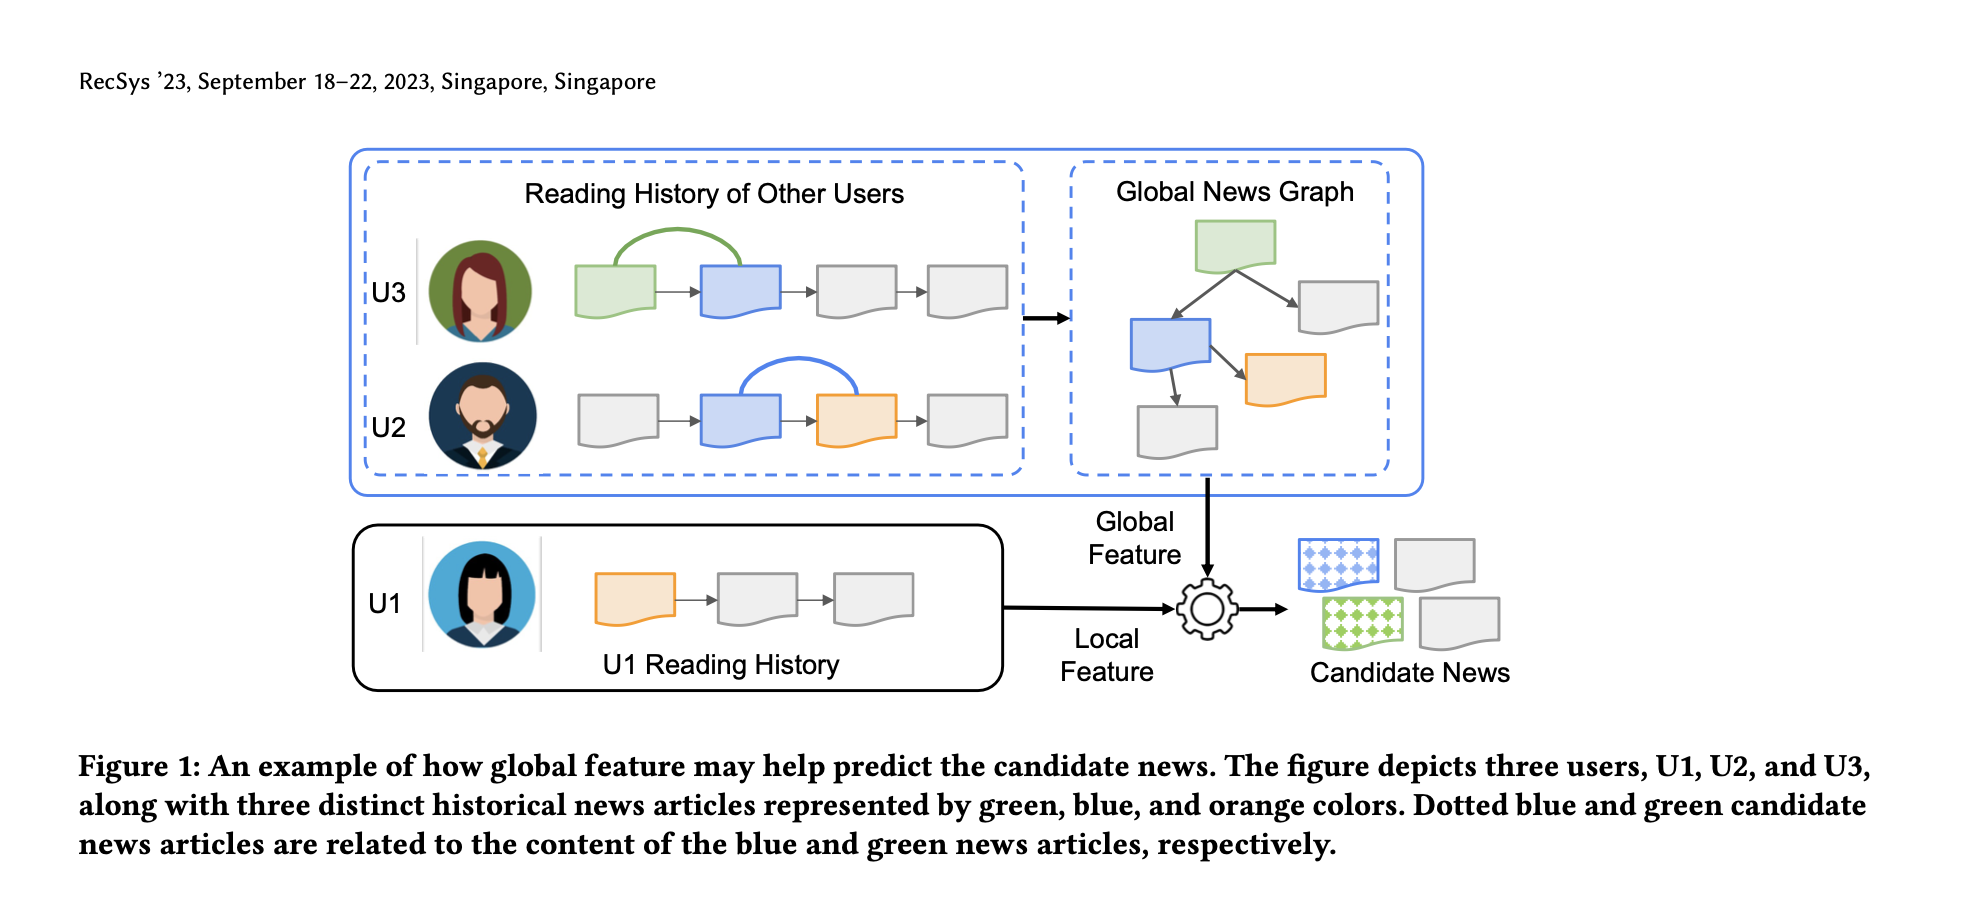 RecSys ’23, September 18–22, 2023, Singapore, Singapore
Reading History of Other Users
Global News Graph
U3
U2
Global
Feature
U1
U1 Reading History
Local
Feature
Candidate News
Figure 1: An example of how global feature may help predict the candidate news. The figure depicts three users, U1, U2, and U3,
along with three distinct historical news articles represented by green, blue, and orange colors. Dotted blue and green candidate
news articles are related to the content of the blue and green news articles, respectively.